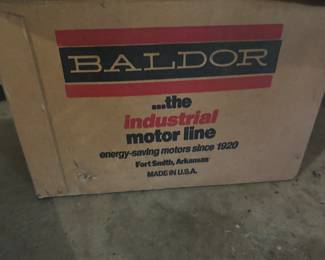 BALDOR
...the
industrial
motor line
energy-saving motors since 1920
Fort Smith, Arkansas
MADE IN U.S.A.